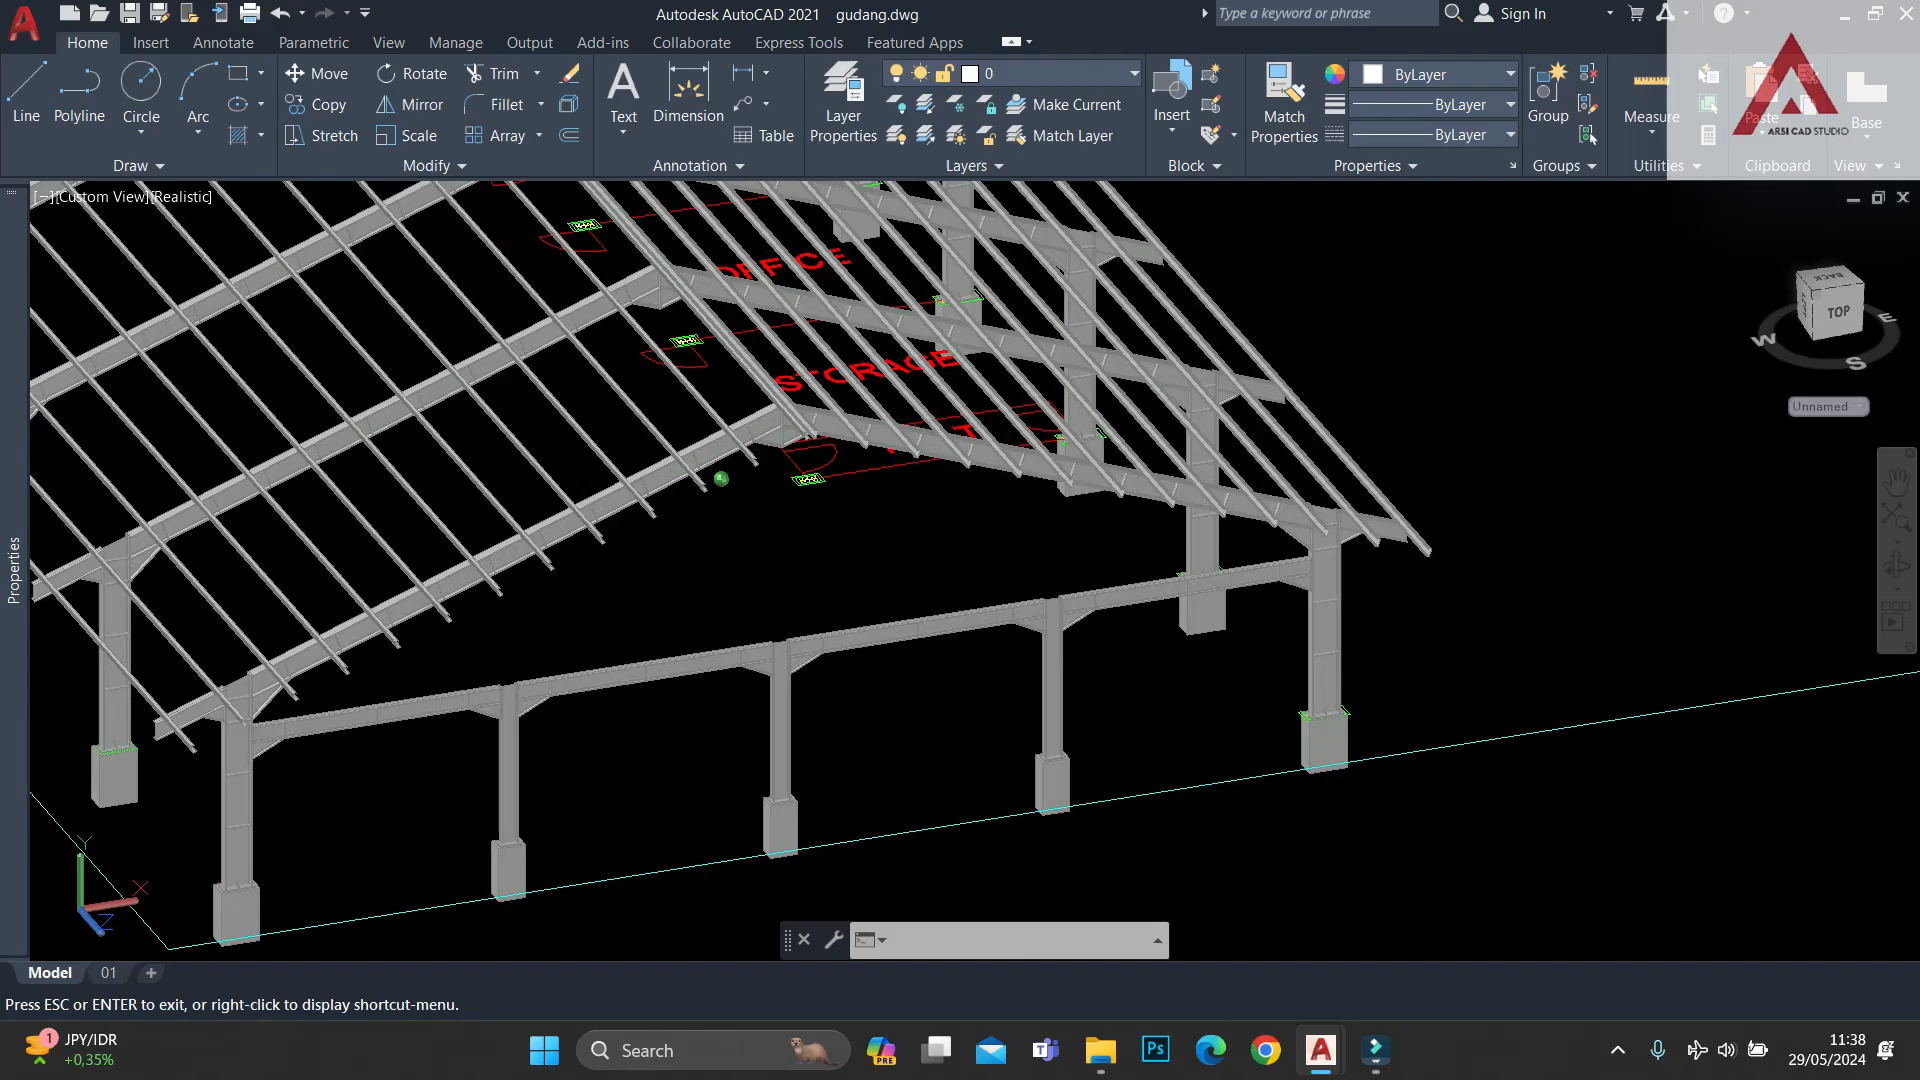 Autodesk AutoCAD 2021 gudang.dwg
Type a keyword or phrase
Sign In
Home Insert Annotate Parametric View Manage Output Add-ins Collaborate Express Tools Featured Apps
Line
Polyline
Circle
Arc
Move
Rotate
Trim
Copy
Mirror
Fillet
Stretch
Scale
Array
Text
Dimension
Table
Layer
Properties
0
Make Current
Match Layer
Insert
Match
Properties
ByLayer
ByLayer
ByLayer
Group
Measure
Paste
Base
ARSI CAD STUDIO
Draw
Modify
Annotation
Layers
Block
Properties
Groups
Utilities
Clipboard
View
[−][Custom View][Realistic]
OFFICE
STORAGE
BACK
TOP
W
S
E
Unnamed
Properties
Y
X
Z
Model
01
Press ESC or ENTER to exit, or right-click to display shortcut-menu.
1
JPY/IDR
+0,35%
Search
PRE
T
Ps
A
11:38
29/05/2024